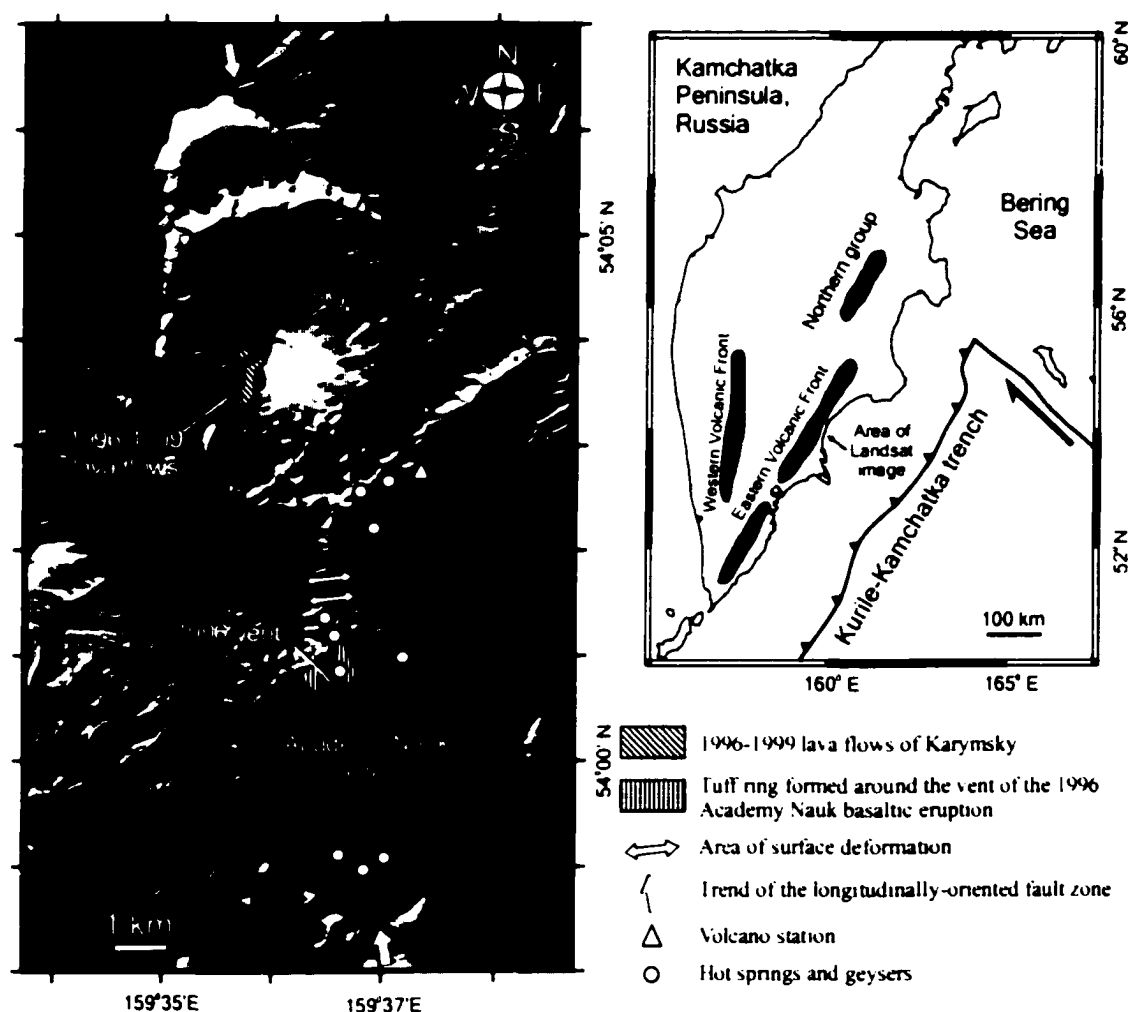 N
S
54°05' N
vent
54°00' N
1 km
159°35'E
159°37'E
Kamchatka
Peninsula,
Russia
Bering
Sea
Northern group
Western Volcanic Front
Eastern Volcanic Front
Area of
Landsat
image
Kurile-Kamchatka trench
100 km
60° N
56° N
52° N
160° E
165° E
1996-1999 lava flows of Karymsky
Tuff ring formed around the vent of the 1996
Academy Nauk basaltic eruption
Area of surface deformation
Trend of the longitudinally-oriented fault zone
Volcano station
Hot springs and geysers